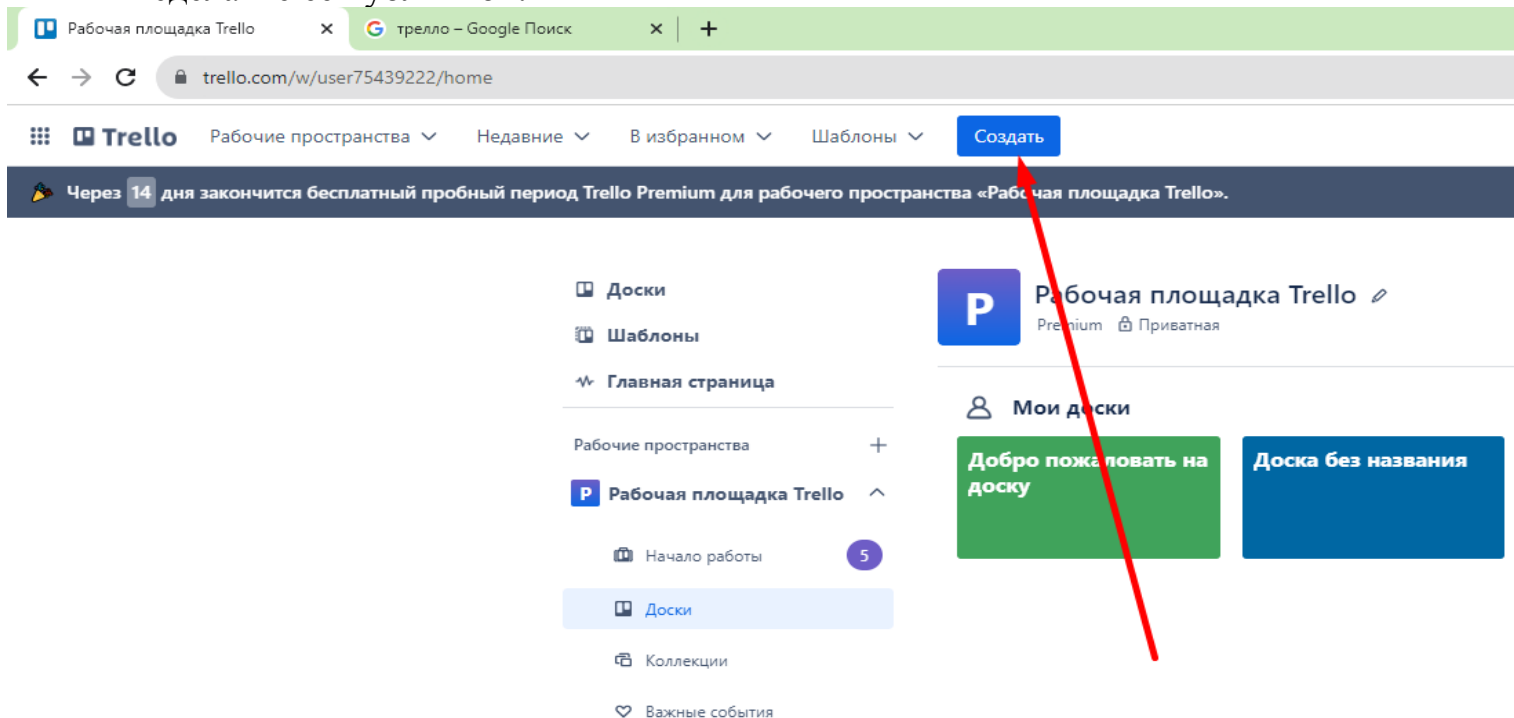 Рабочая площадка Trello
трелло – Google Поиск
trello.com/w/user75439222/home
Trello Рабочие пространства Недавние В избранном Шаблоны Создать
Через 14 дня закончится бесплатный пробный период Trello Premium для рабочего пространства «Рабочая площадка Trello».
Доски
Шаблоны
Главная страница
Рабочие пространства
P Рабочая площадка Trello
Начало работы 5
Доски
Коллекции
Важные события
P Рабочая площадка Trello
Premium Приватная
Мои доски
Добро пожаловать на
доску
Доска без названия